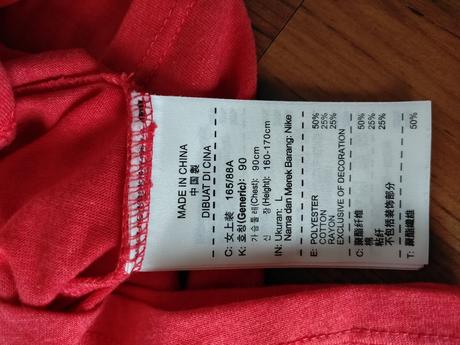 MADE IN CHINA
中国製
DIBUAT DI CINA
C: 女上装 165/88A
K: 호칭(Generic): 90
가슴둘레(Chest): 90cm
신 장(Height): 160-170cm
IN: Ukuran: L
Nama dan Merek Barang: Nike
E: POLYESTER 50%
COTTON 25%
RAYON 25%
EXCLUSIVE OF DECORATION
C: 聚酯纤维 50%
棉 25%
粘纤 25%
不包括装饰部分
T: 聚酯纖維 50%